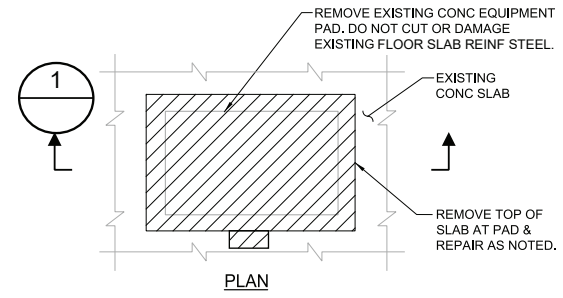 REMOVE EXISTING CONC EQUIPMENT
PAD. DO NOT CUT OR DAMAGE
EXISTING FLOOR SLAB REINF STEEL.
1
EXISTING
CONC SLAB
REMOVE TOP OF
SLAB AT PAD &
REPAIR AS NOTED.
PLAN